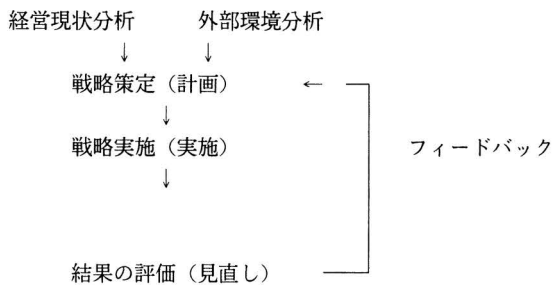 経営現状分析　外部環境分析
↓　↓
戦略策定（計画）　←
↓
戦略実施（実施）　フィードバック
↓
結果の評価（見直し）